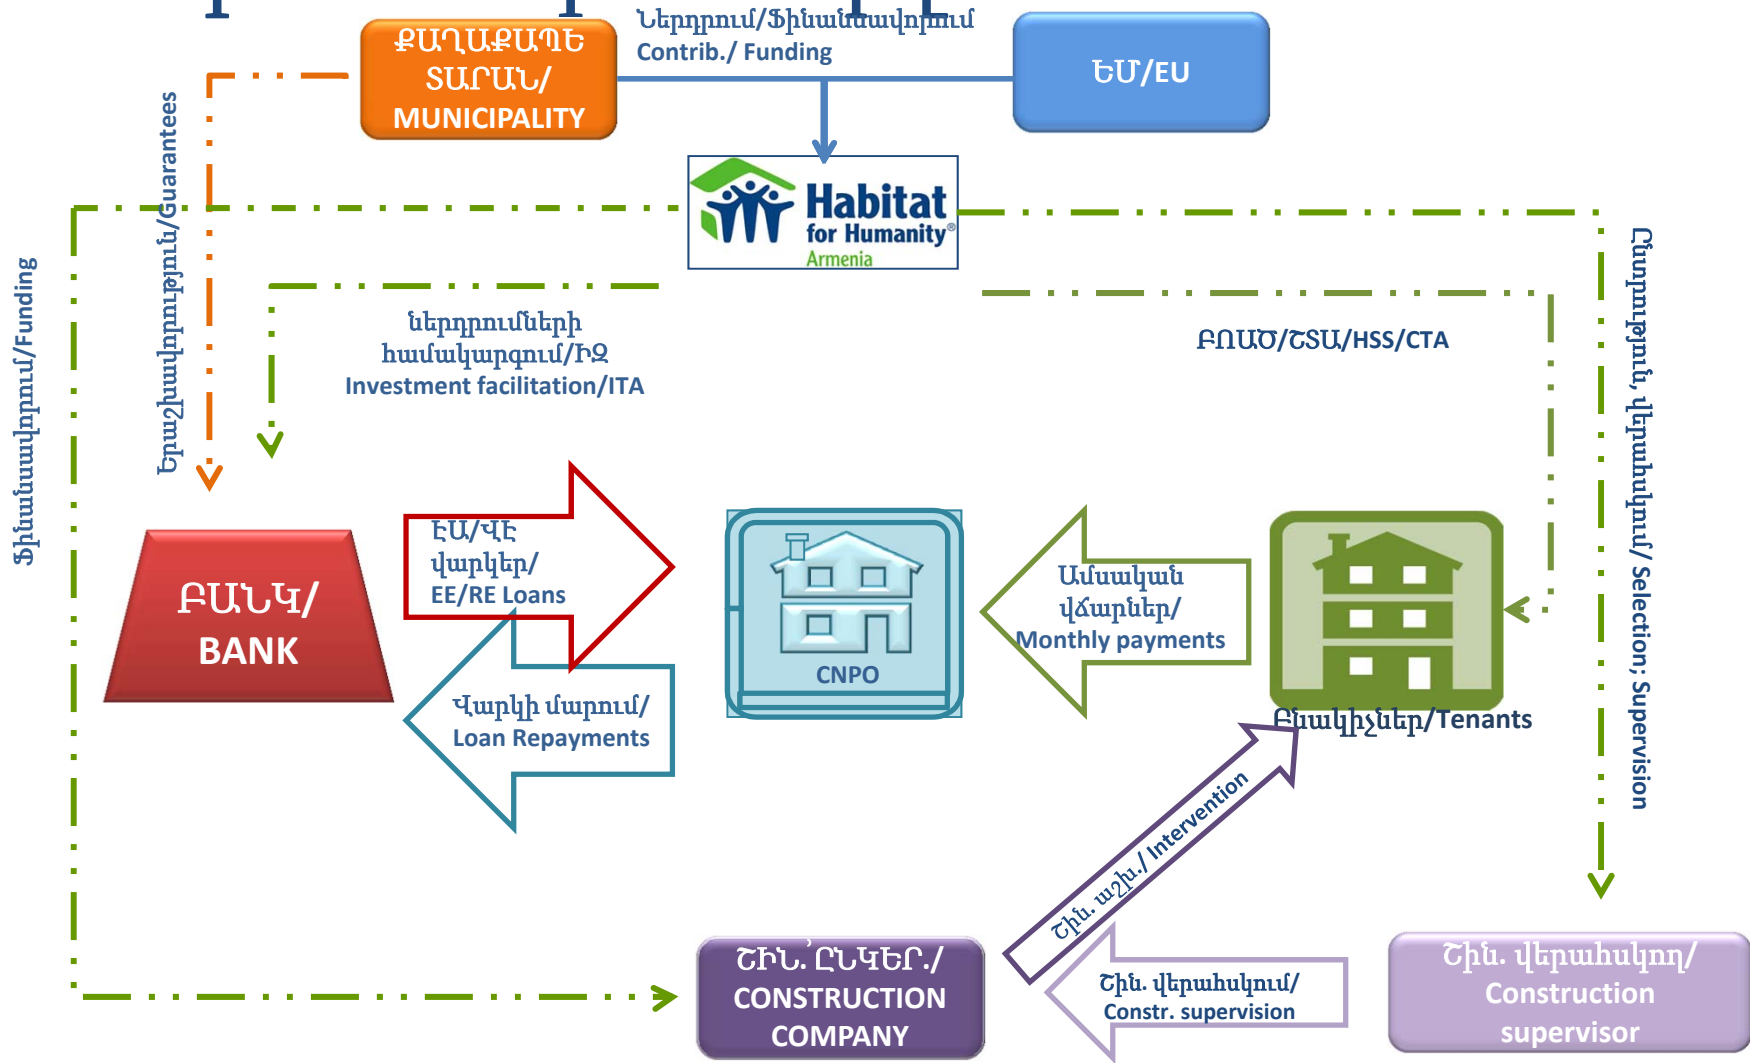 Ներդրում/Ֆինանսավորում
Contrib./ Funding
ՔԱՂԱՔԱՊԵ
ՏԱՐԱՆ/
MUNICIPALITY
ԵՄ/EU
Habitat
for Humanity®
Armenia
Ֆինանսավորում/Funding
Երաշխավորություն/Guarantees
ներդրումների
համակարգում/ԻԶ
Investment facilitation/ITA
ԲՈԱԾ/ՇՏԱ/HSS/CTA
Ընտրություն, վերահսկում/ Selection; Supervision
ԲԱՆԿ/
BANK
ԷԱ/ՎԷ
վարկեր/
EE/RE Loans
Վարկի մարում/
Loan Repayments
CNPO
Ամսական
վճարներ/
Monthly payments
Բնակիչներ/Tenants
Շին. աշխ./ Intervention
ՇԻՆ.՚ԸՆԿԵՐ./
CONSTRUCTION
COMPANY
Շին. վերահսկում/
Constr. supervision
Շին. վերահսկող/
Construction
supervisor